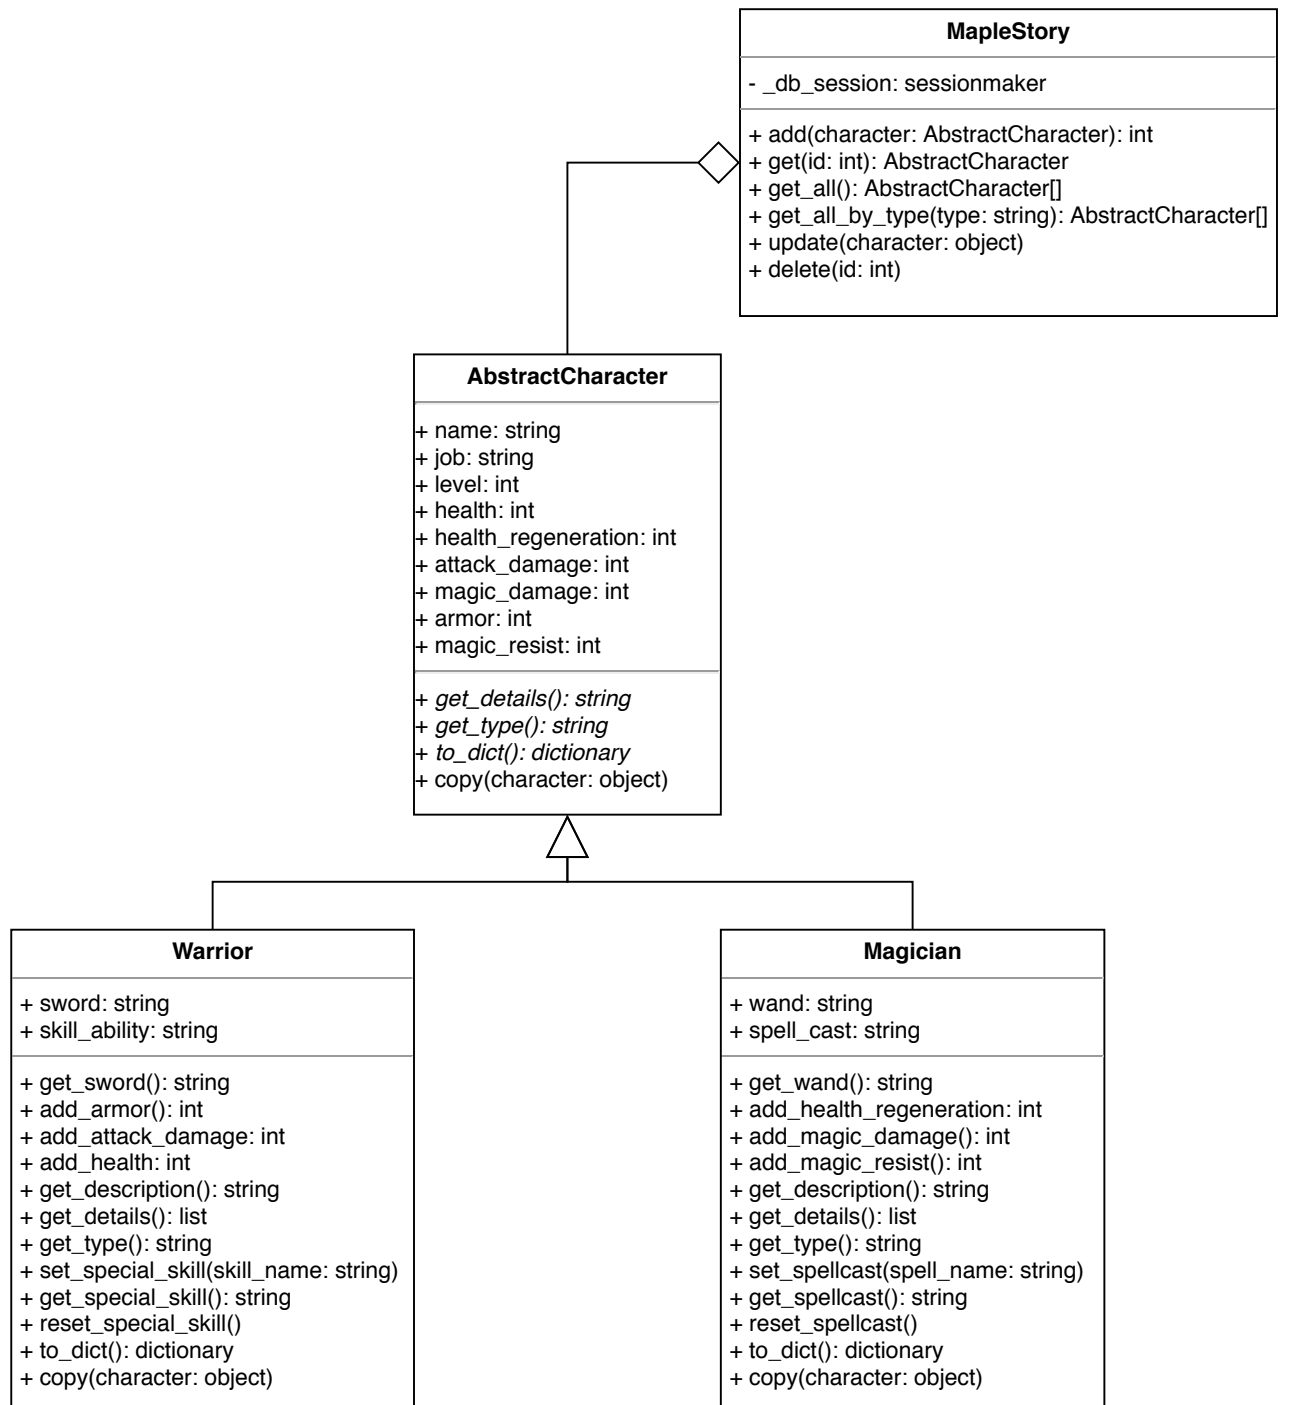 MapleStory
- _db_session: sessionmaker
+ add(character: AbstractCharacter): int
+ get(id: int): AbstractCharacter
+ get_all(): AbstractCharacter[]
+ get_all_by_type(type: string): AbstractCharacter[]
+ update(character: object)
+ delete(id: int)
AbstractCharacter
+ name: string
+ job: string
+ level: int
+ health: int
+ health_regeneration: int
+ attack_damage: int
+ magic_damage: int
+ armor: int
+ magic_resist: int
+ get_details(): string
+ get_type(): string
+ to_dict(): dictionary
+ copy(character: object)
Warrior
+ sword: string
+ skill_ability: string
+ get_sword(): string
+ add_armor(): int
+ add_attack_damage: int
+ add_health: int
+ get_description(): string
+ get_details(): list
+ get_type(): string
+ set_special_skill(skill_name: string)
+ get_special_skill(): string
+ reset_special_skill()
+ to_dict(): dictionary
+ copy(character: object)
Magician
+ wand: string
+ spell_cast: string
+ get_wand(): string
+ add_health_regeneration: int
+ add_magic_damage(): int
+ add_magic_resist(): int
+ get_description(): string
+ get_details(): list
+ get_type(): string
+ set_spellcast(spell_name: string)
+ get_spellcast(): string
+ reset_spellcast()
+ to_dict(): dictionary
+ copy(character: object)